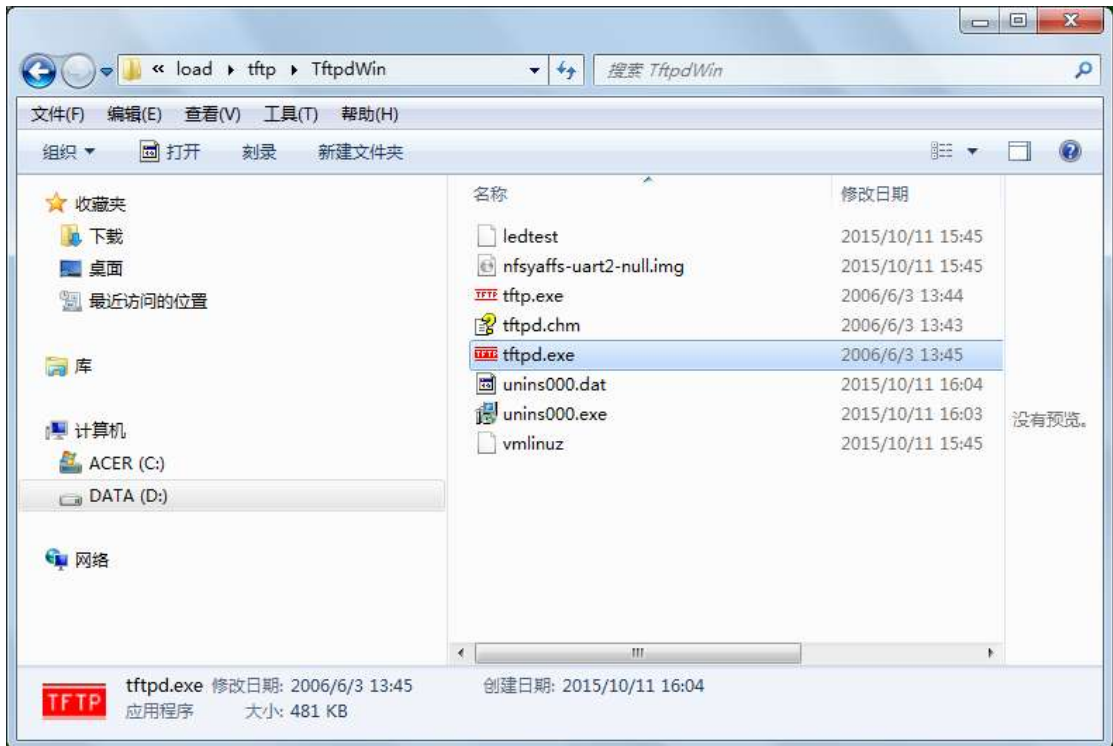 « load ▸ tftp ▸ TftpdWin 搜索 TftpdWin
文件(F) 编辑(E) 查看(V) 工具(T) 帮助(H)
组织 打开 刻录 新建文件夹
收藏夹
下载
桌面
最近访问的位置
库
计算机
ACER (C:)
DATA (D:)
网络
名称 修改日期
ledtest 2015/10/11 15:45
nfsyaffs-uart2-null.img 2015/10/11 15:45
tftp.exe 2006/6/3 13:44
tftpd.chm 2006/6/3 13:43
tftpd.exe 2006/6/3 13:45
unins000.dat 2015/10/11 16:04
unins000.exe 2015/10/11 16:03
vmlinuz 2015/10/11 15:45
没有预览。
TFTP
tftpd.exe 修改日期: 2006/6/3 13:45 创建日期: 2015/10/11 16:04
应用程序 大小: 481 KB